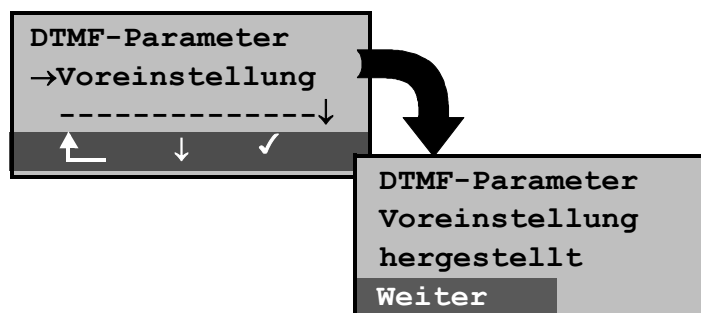 DTMF-Parameter
→Voreinstellung
--------------↓
↓ ✓
DTMF-Parameter
Voreinstellung
hergestellt
Weiter